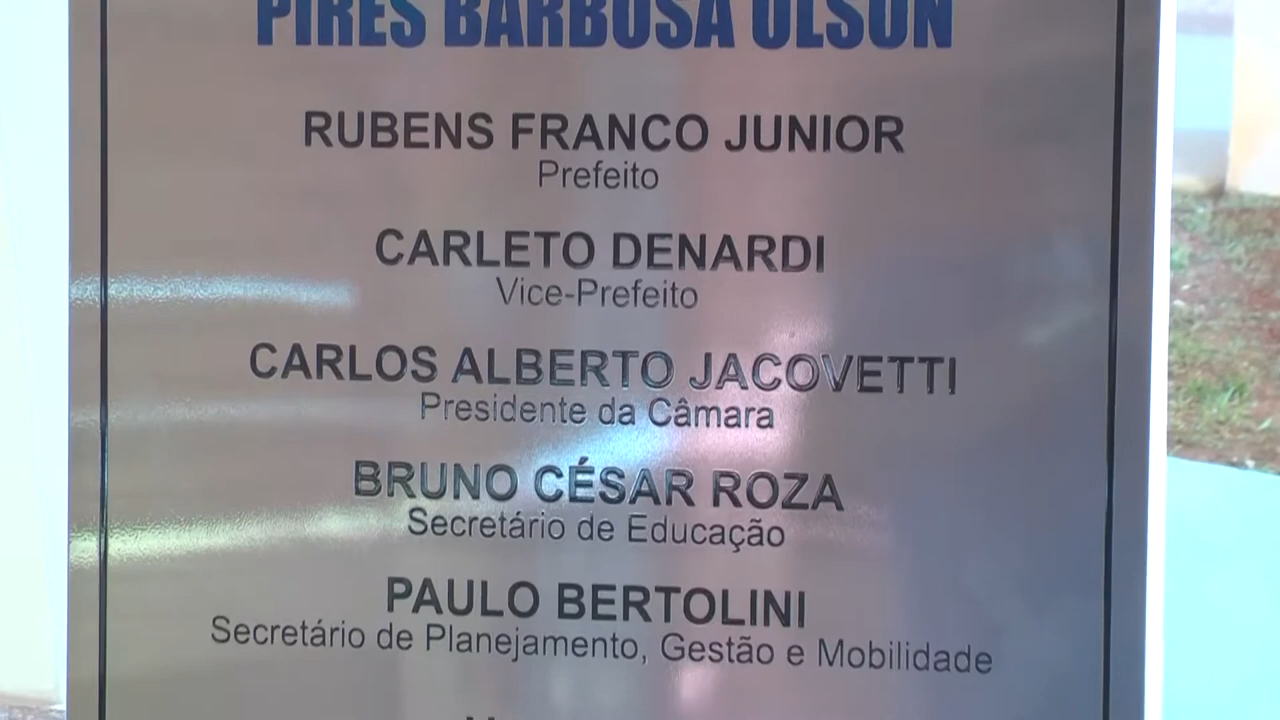 PIRES BARBOSA OLSON
RUBENS FRANCO JUNIOR
Prefeito
CARLETO DENARDI
Vice-Prefeito
CARLOS ALBERTO JACOVETTI
Presidente da Câmara
BRUNO CÉSAR ROZA
Secretário de Educação
PAULO BERTOLINI
Secretário de Planejamento, Gestão e Mobilidade